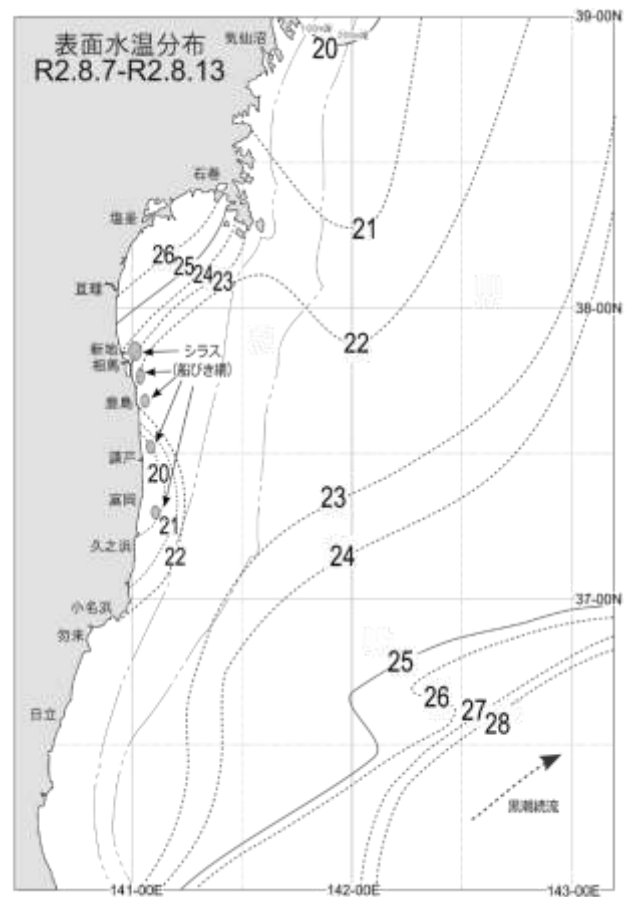 表面水温分布
R2.8.7-R2.8.13
気仙沼
20
39-00N
石巻
塩釜
21
26
25
24
23
亘理
38-00N
22
新地
シラス
相馬
(船びき網)
鹿島
請戸
20
23
富岡
21
久之浜
22
24
37-00N
小名浜
勿来
25
26
27
28
日立
黒潮続流
141-00E
142-00E
143-00E